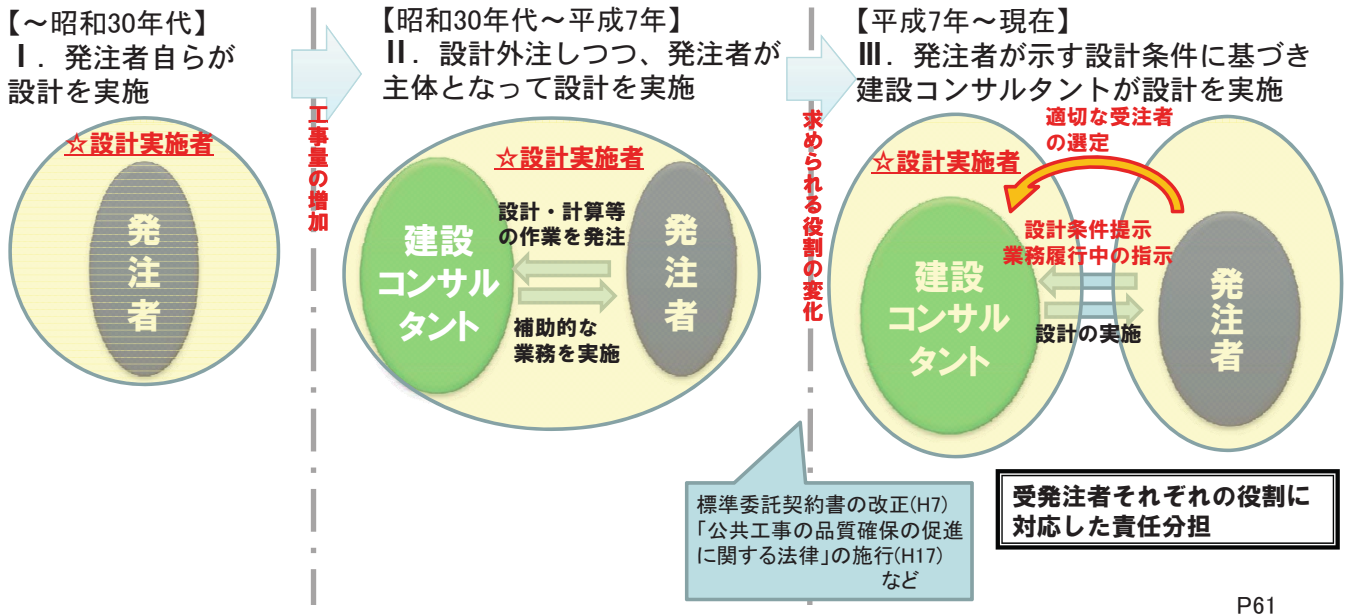 【～昭和30年代】
Ⅰ．発注者自らが
設計を実施
☆設計実施者
発注者
工事量の増加
【昭和30年代～平成7年】
Ⅱ．設計外注しつつ、発注者が
主体となって設計を実施
☆設計実施者
建設
コンサル
タント
設計・計算等
の作業を発注
補助的な
業務を実施
発注者
求められる役割の変化
【平成7年～現在】
Ⅲ．発注者が示す設計条件に基づき
建設コンサルタントが設計を実施
適切な受注者
の選定
☆設計実施者
建設
コンサル
タント
設計条件提示
業務履行中の指示
設計の実施
発注者
標準委託契約書の改正(H7)
「公共工事の品質確保の促進
に関する法律」の施行(H17)
など
受発注者それぞれの役割に
対応した責任分担
P61